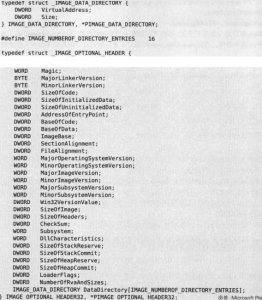 typedef struct _IMAGE_DATA_DIRECTORY {
DWORD VirtualAddress;
DWORD Size;
} IMAGE_DATA_DIRECTORY, *PIMAGE_DATA_DIRECTORY;
#define IMAGE_NUMBEROF_DIRECTORY_ENTRIES 16
typedef struct _IMAGE_OPTIONAL_HEADER {
WORD Magic;
BYTE MajorLinkerVersion;
BYTE MinorLinkerVersion;
DWORD SizeOfCode;
DWORD SizeOfInitializedData;
DWORD SizeOfUninitializedData;
DWORD AddressOfEntryPoint;
DWORD BaseOfCode;
DWORD BaseOfData;
DWORD ImageBase;
DWORD SectionAlignment;
DWORD FileAlignment;
WORD MajorOperatingSystemVersion;
WORD MinorOperatingSystemVersion;
WORD MajorImageVersion;
WORD MinorImageVersion;
WORD MajorSubsystemVersion;
WORD MinorSubsystemVersion;
DWORD Win32VersionValue;
DWORD SizeOfImage;
DWORD SizeOfHeaders;
DWORD CheckSum;
WORD Subsystem;
WORD DllCharacteristics;
DWORD SizeOfStackReserve;
DWORD SizeOfStackCommit;
DWORD SizeOfHeapReserve;
DWORD SizeOfHeapCommit;
DWORD LoaderFlags;
DWORD NumberOfRvaAndSizes;
IMAGE_DATA_DIRECTORY DataDirectory[IMAGE_NUMBEROF_DIRECTORY_ENTRIES];
} IMAGE_OPTIONAL_HEADER32, *PIMAGE_OPTIONAL_HEADER32; Microsoft